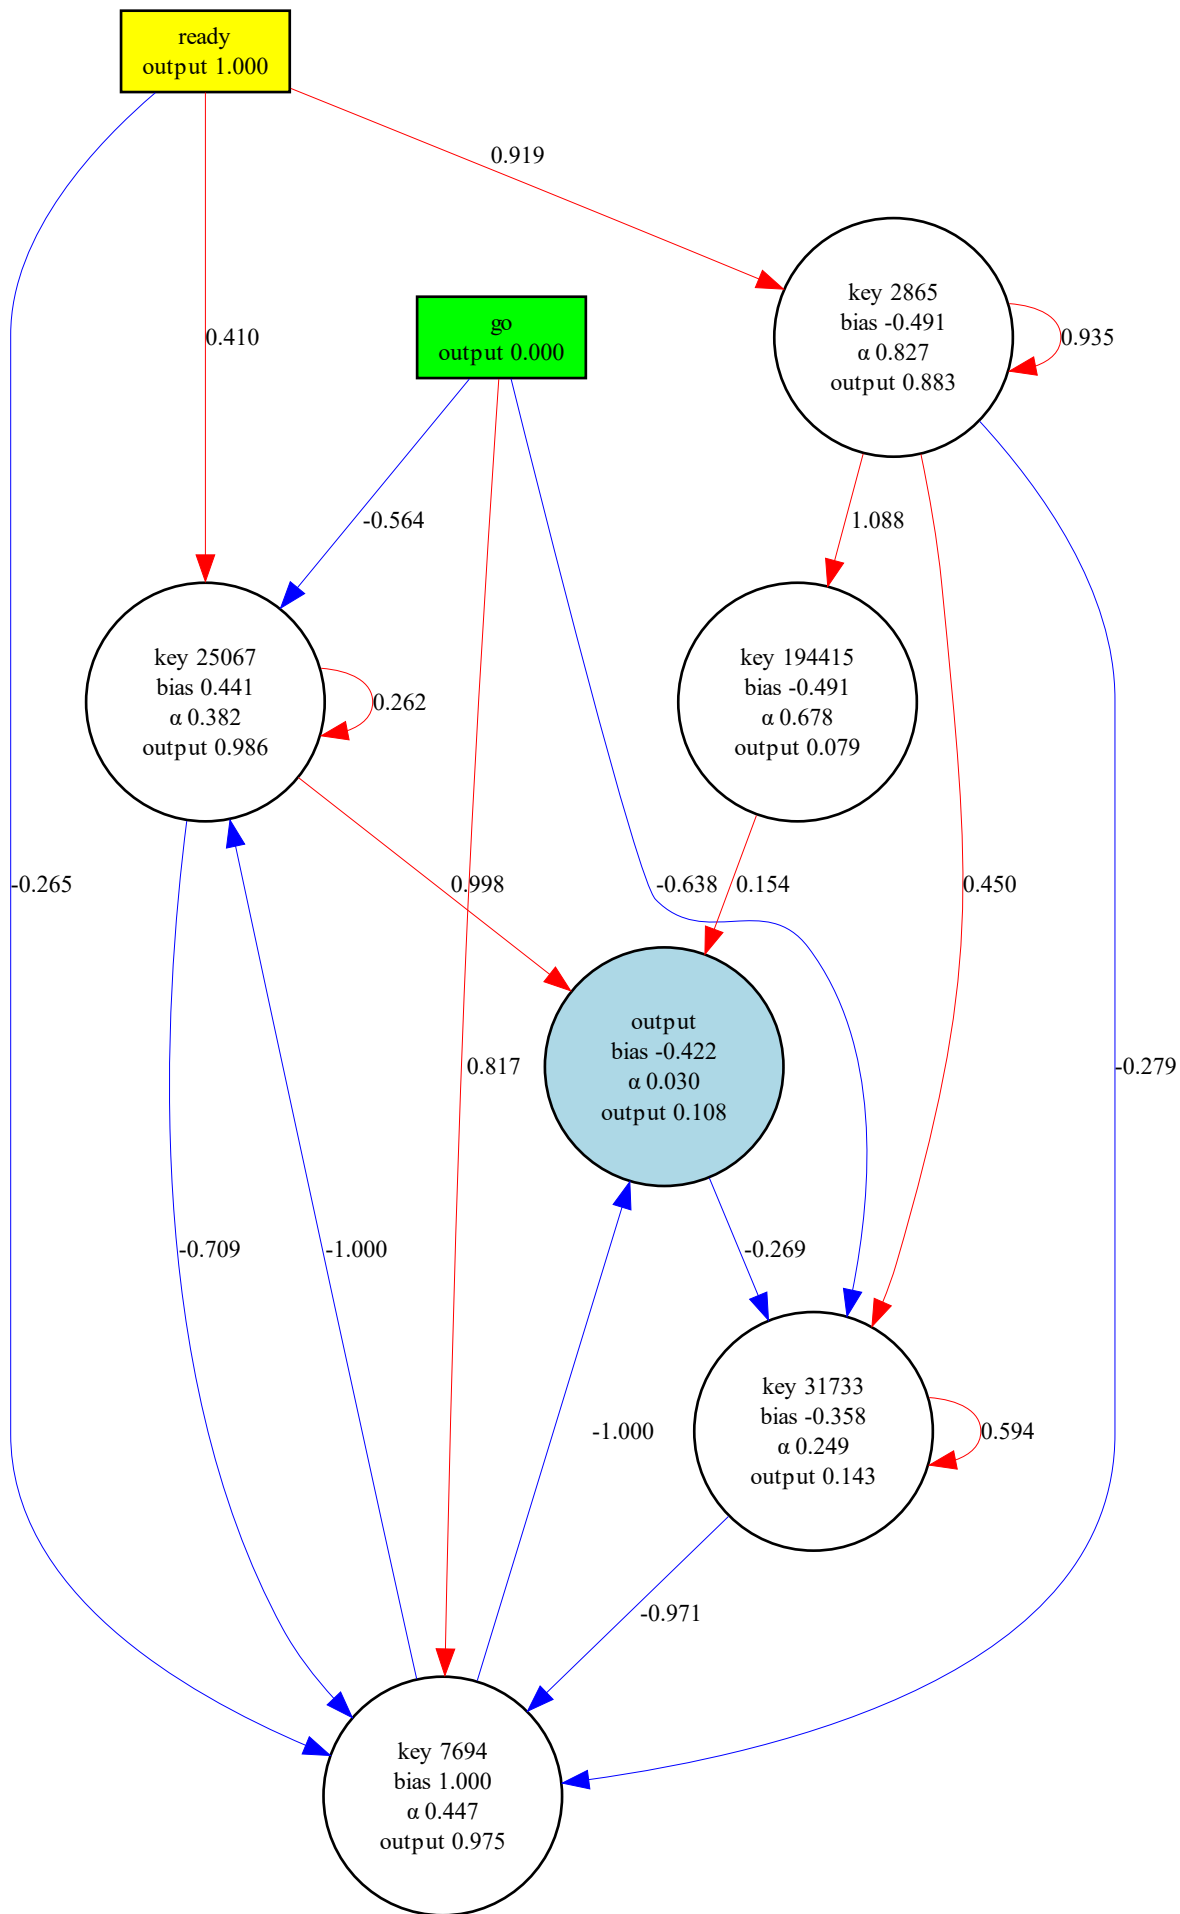 ready
output 1.000
0.919
key 2865
bias -0.491
α 0.827
output 0.883
0.935
go
output 0.000
0.410
-0.564
1.088
key 25067
bias 0.441
α 0.382
output 0.986
0.262
key 194415
bias -0.491
α 0.678
output 0.079
-0.265
0.998
-0.638
0.154
0.450
output
bias -0.422
α 0.030
output 0.108
0.817
-0.279
-0.709
-1.000
-0.269
key 31733
bias -0.358
α 0.249
output 0.143
-1.000
0.594
-0.971
key 7694
bias 1.000
α 0.447
output 0.975